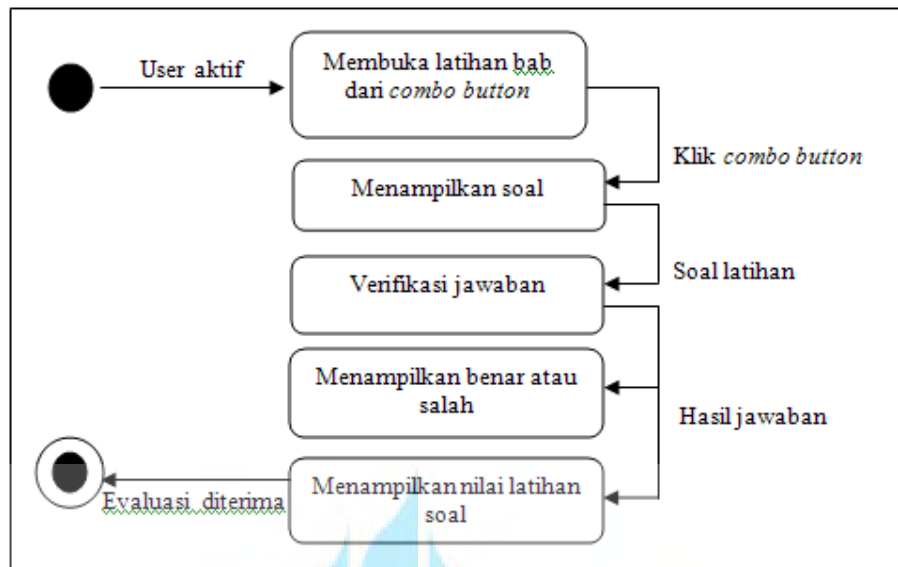 User aktif
Membuka latihan bab
dari combo button
Klik combo button
Menampilkan soal
Soal latihan
Verifikasi jawaban
Menampilkan benar atau
salah
Hasil jawaban
Menampilkan nilai latihan
soal
Evaluasi diterima